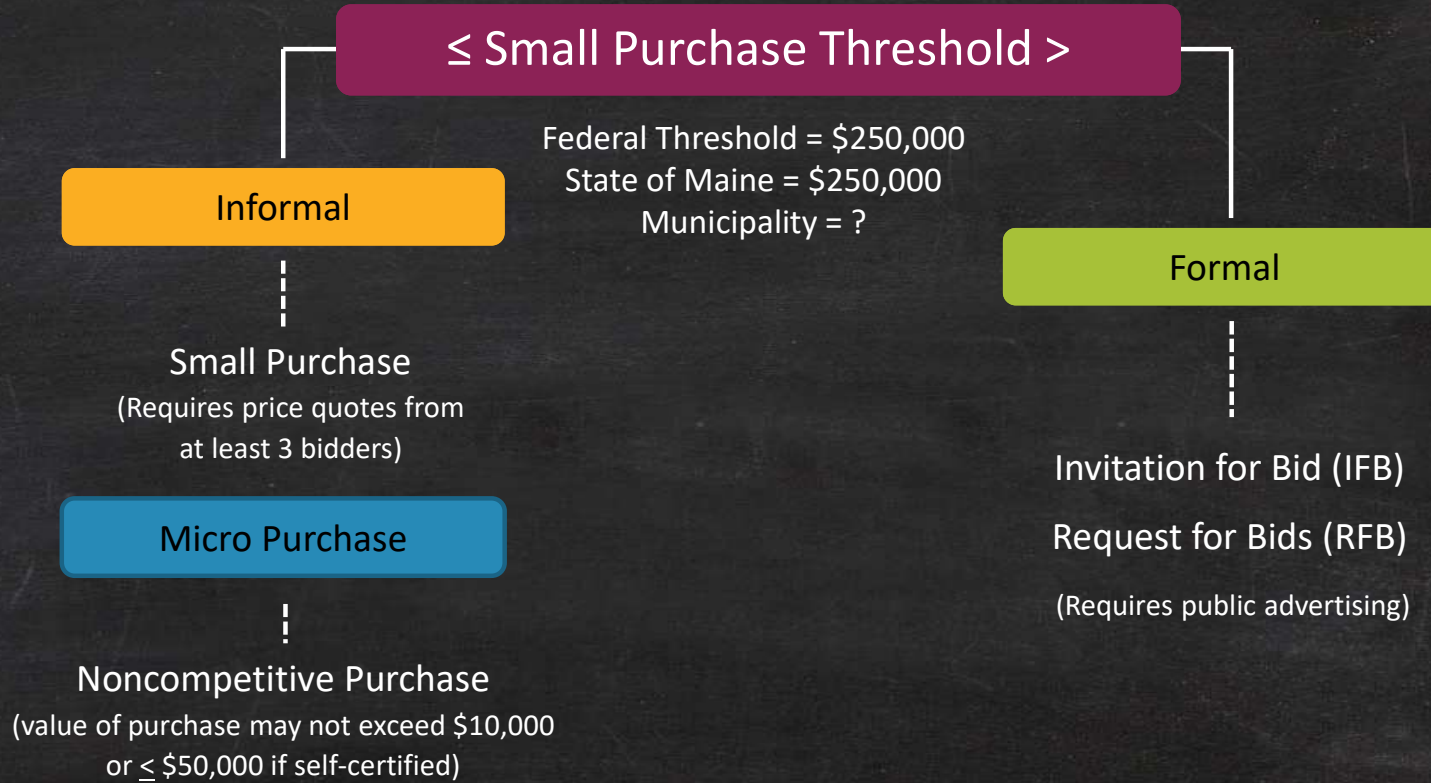 ≤ Small Purchase Threshold >
Federal Threshold = $250,000
State of Maine = $250,000
Municipality = ?
Informal
Small Purchase
(Requires price quotes from
at least 3 bidders)
Micro Purchase
Noncompetitive Purchase
(value of purchase may not exceed $10,000
or ≤ $50,000 if self-certified)
Formal
Invitation for Bid (IFB)
Request for Bids (RFB)
(Requires public advertising)